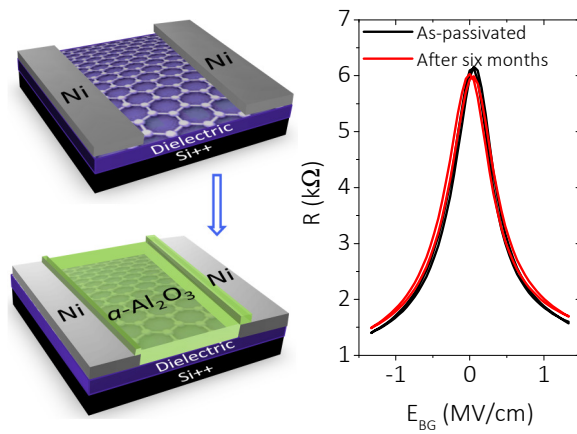 Ni
Ni
Dielectric
Si++
Ni
Ni
a-Al₂O₃
Dielectric
Si++
As-passivated
After six months
7
6
5
4
3
2
1
R (kΩ)
-1
0
1
E_BG (MV/cm)